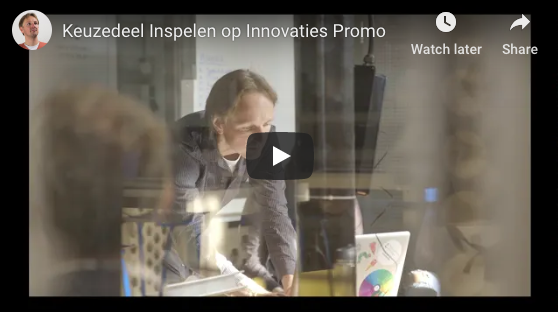 Keuzedeel Inspelen op Innovaties Promo
Watch later
Share